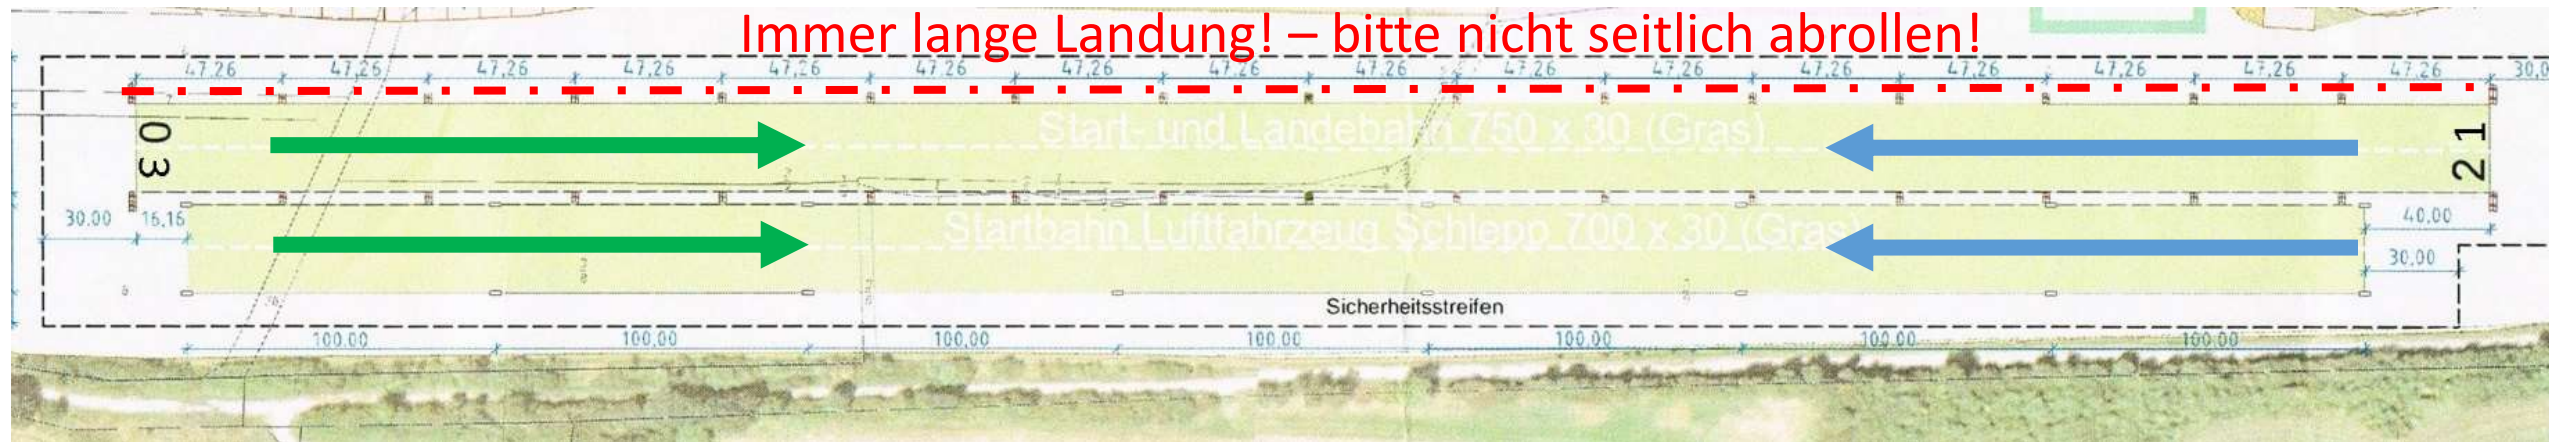 Immer lange Landung! – bitte nicht seitlich abrollen!
47.26 47,26 47,26 47,26 47,26 47,26 47,26 47.26 47.26 47.26 47,26 47,26 47,26 47,26 47,26 47.26 30,0
03
Start- und Landebahn 750 x 30 (Gras)
21
30.00 16,16
Startbahn Luftfahrzeug Schlepp 700 x 30 (Gras)
40,00
30,00
Sicherheitsstreifen
100.00 100,00 100,00 100,00 100,00 100,00 100,00